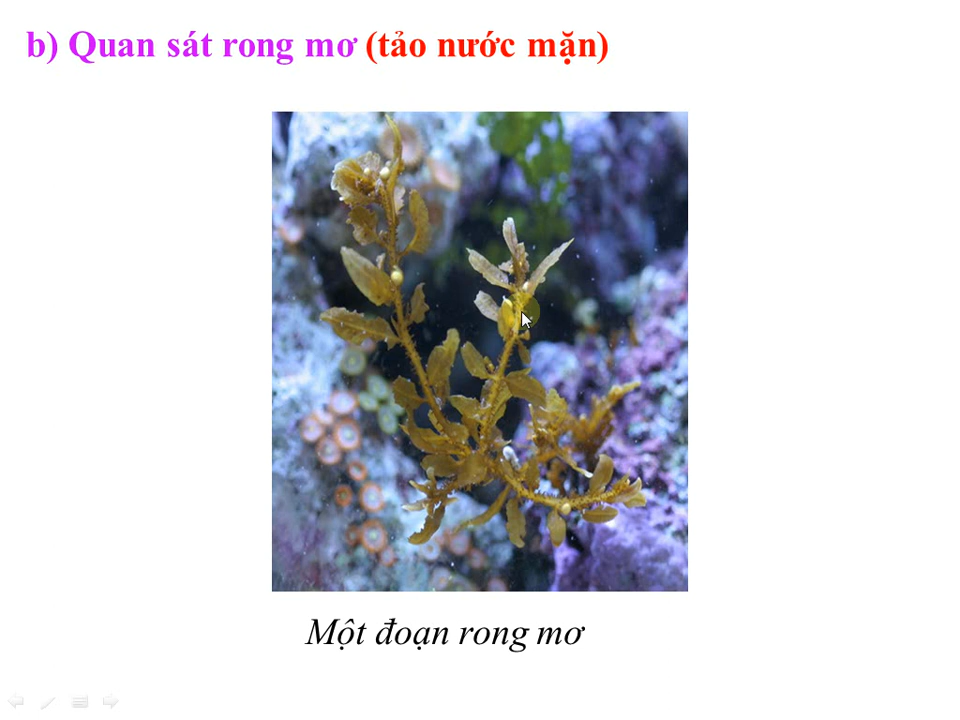 b) Quan sát rong mơ (tảo nước mặn)
Một đoạn rong mơ